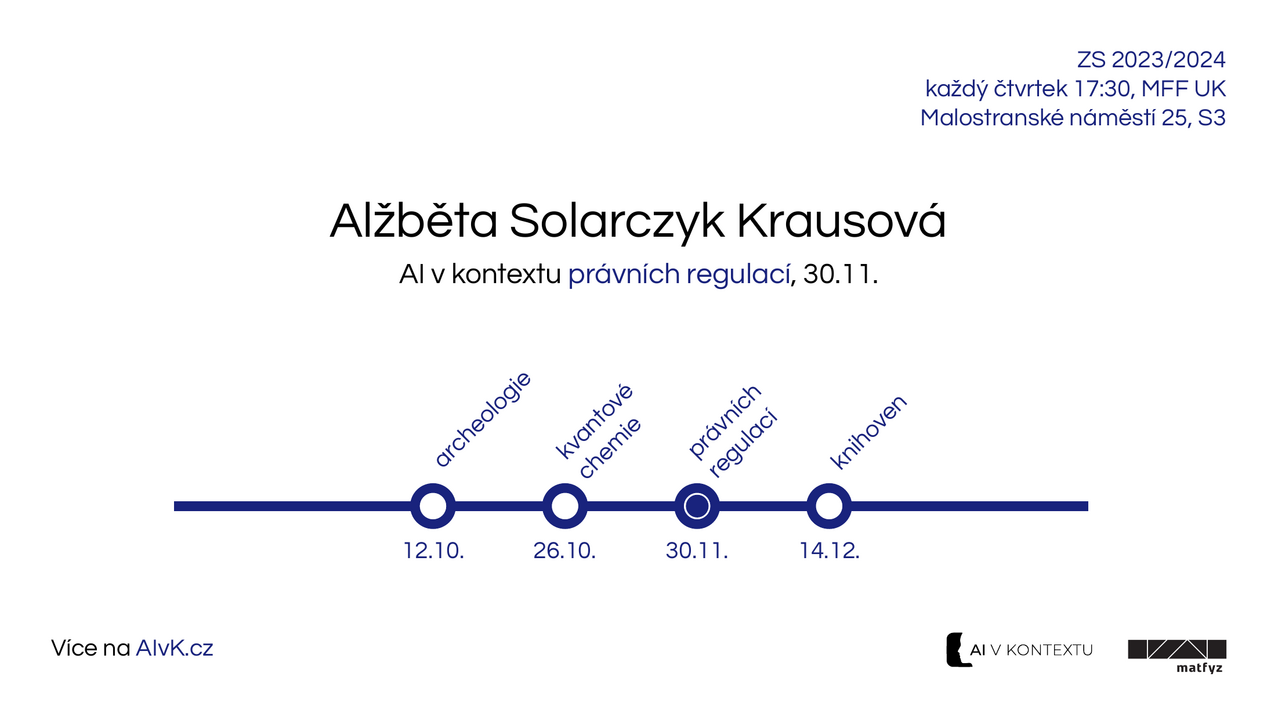 ZS 2023/2024
každý čtvrtek 17:30, MFF UK
Malostranské náměstí 25, S3
Alžběta Solarczyk Krausová
AI v kontextu právních regulací, 30.11.
archeologie
kvantové
chemie
právních
regulací
knihoven
12.10.
26.10.
30.11.
14.12.
Více na AIvK.cz
AI V KONTEXTU
matfyz